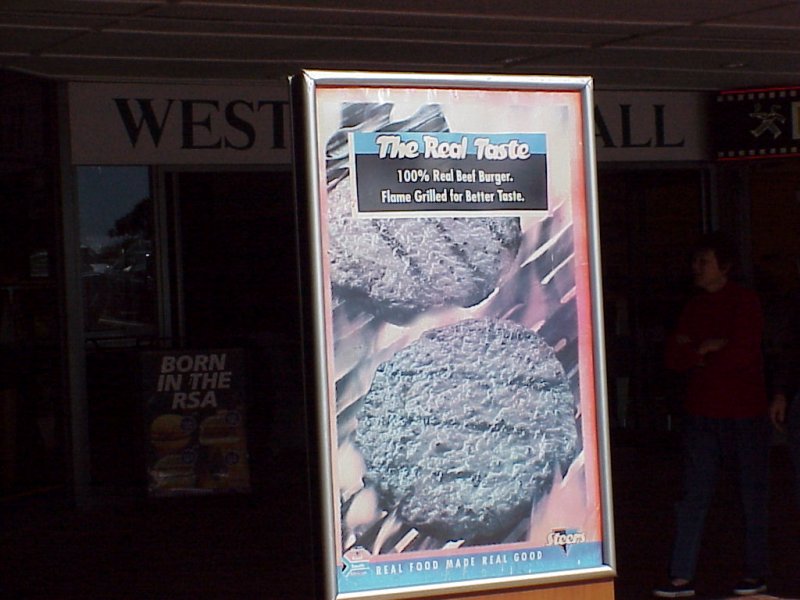 WEST
ALL
The Real Taste
100% Real Beef Burger.
Flame Grilled for Better Taste.
BORN
IN THE
RSA
Steers
REAL FOOD MADE REAL GOOD